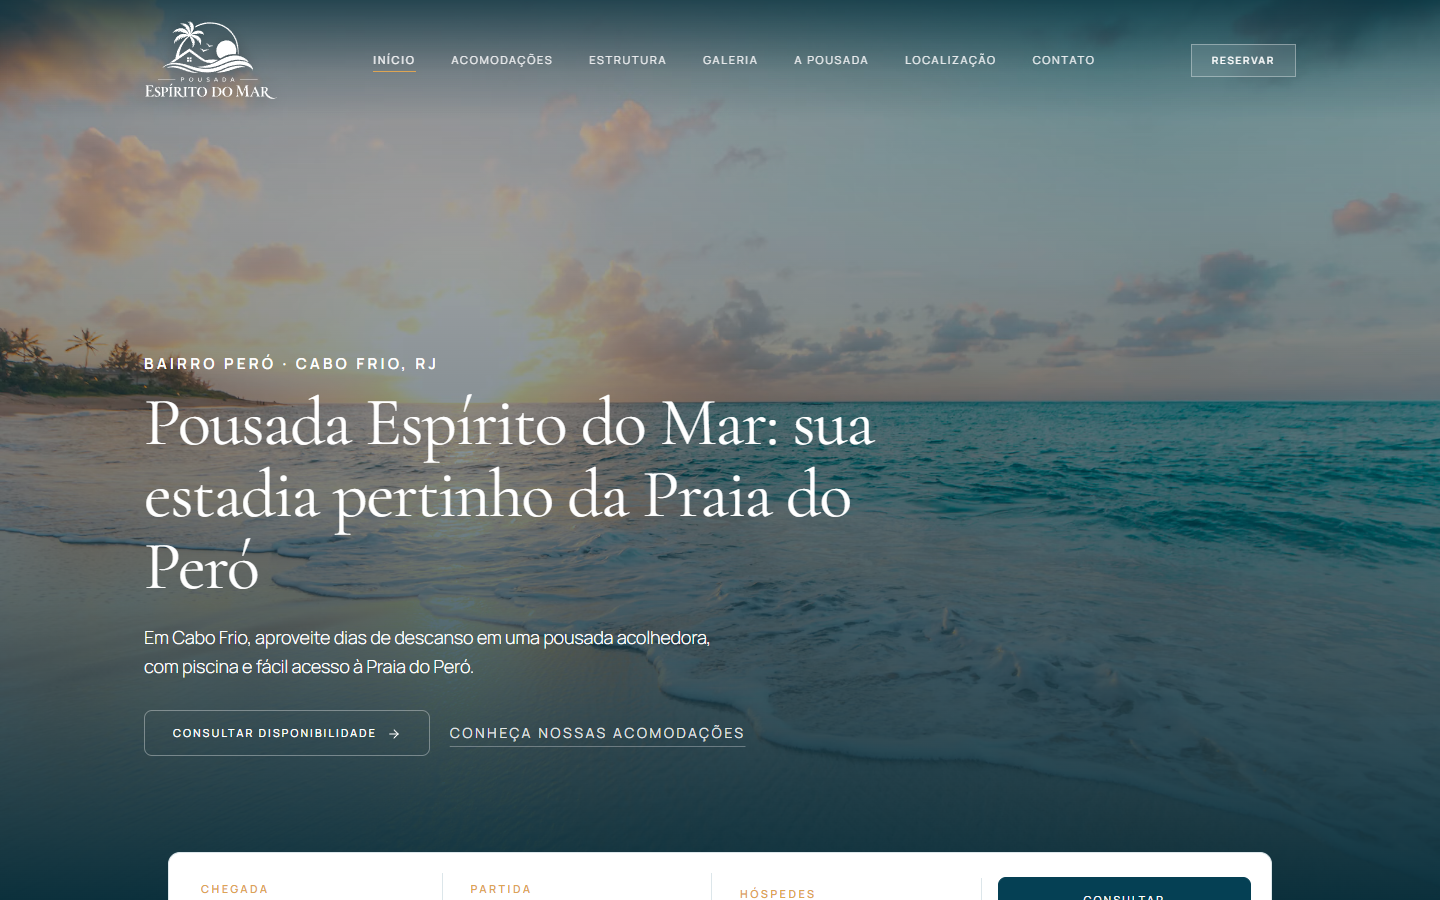 POUSADA
ESPÍRITO DO MAR
INÍCIO
ACOMODAÇÕES
ESTRUTURA
GALERIA
A POUSADA
LOCALIZAÇÃO
CONTATO
RESERVAR
BAIRRO PERÓ · CABO FRIO, RJ
Pousada Espírito do Mar: sua
estadia pertinho da Praia do
Peró
Em Cabo Frio, aproveite dias de descanso em uma pousada acolhedora,
com piscina e fácil acesso à Praia do Peró.
CONSULTAR DISPONIBILIDADE →
CONHEÇA NOSSAS ACOMODAÇÕES
CHEGADA
PARTIDA
HÓSPEDES
CONSULTAR